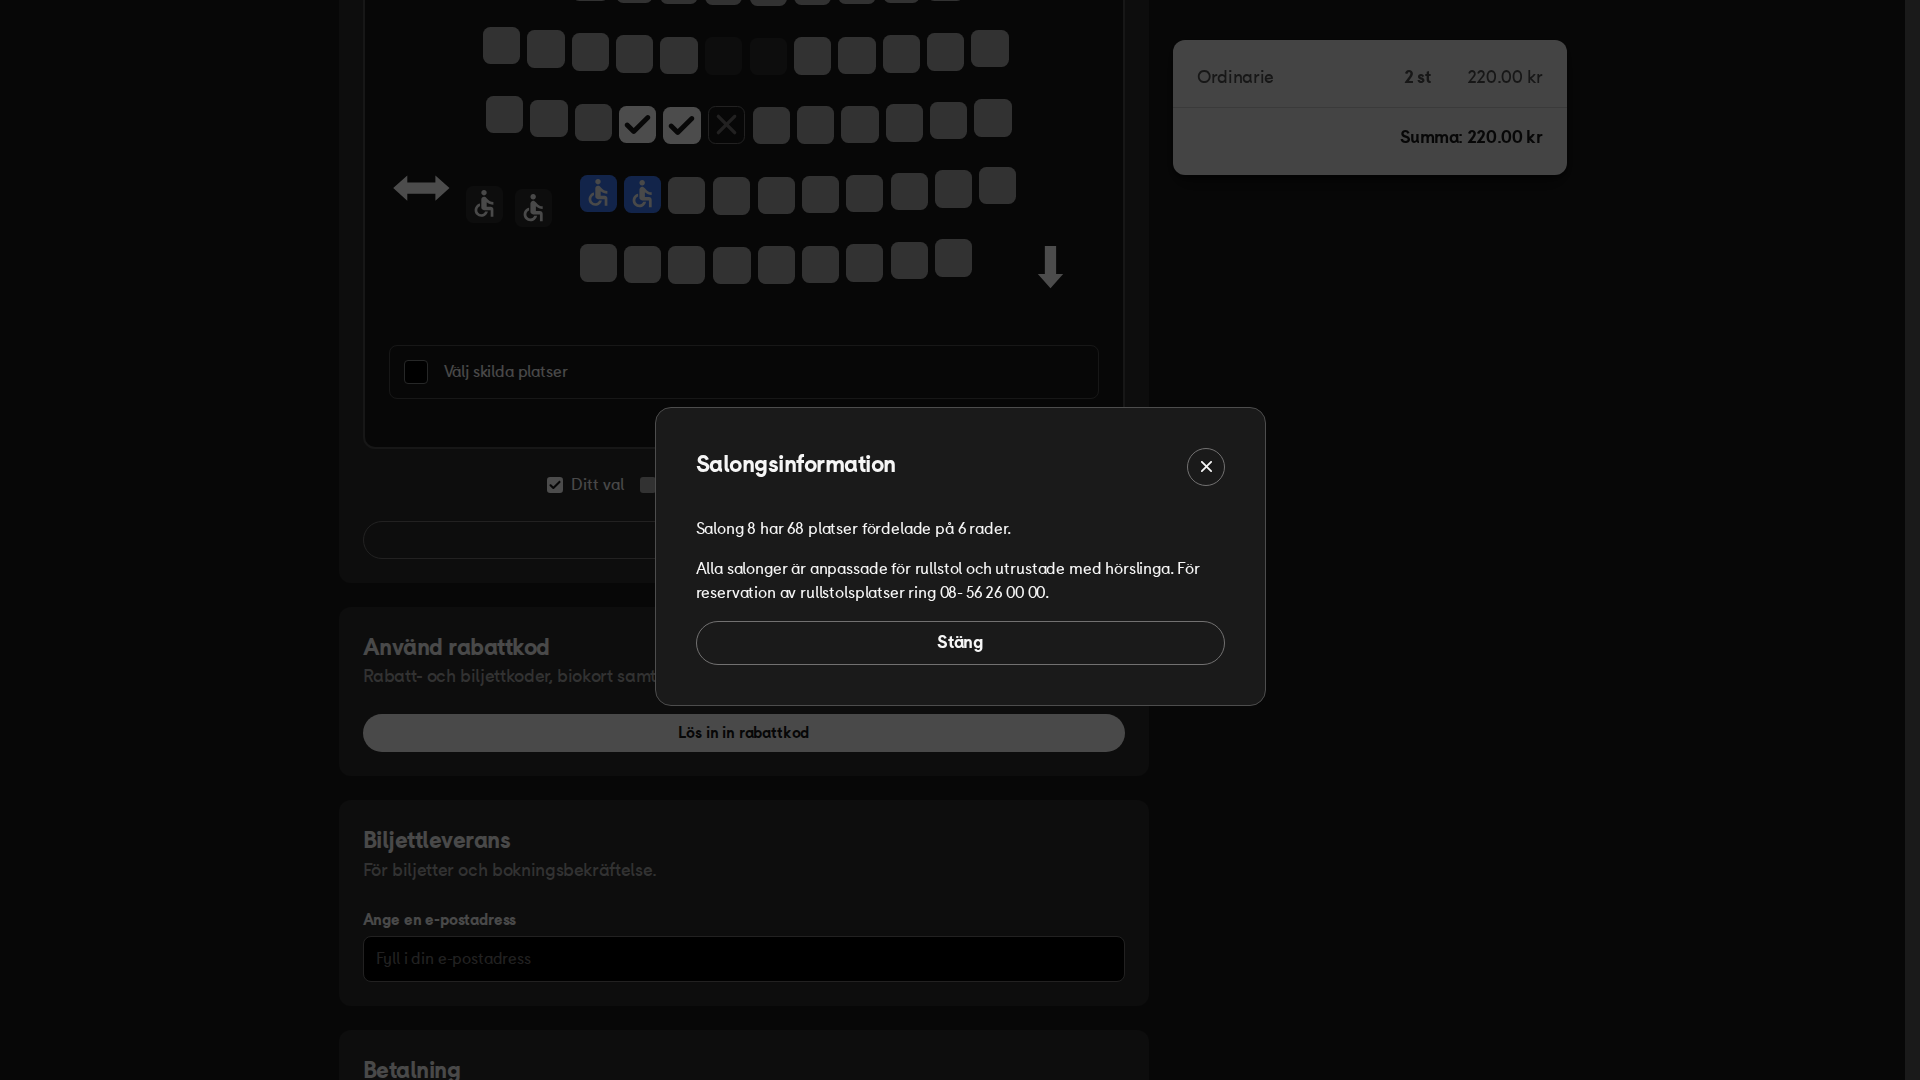 Ordinarie 2 st 220.00 kr
Summa: 220.00 kr
Välj skilda platser
Ditt val
Salongsinformation
Salong 8 har 68 platser fördelade på 6 rader.
Alla salonger är anpassade för rullstol och utrustade med hörslinga. För
reservation av rullstolsplatser ring 08- 56 26 00 00.
Stäng
Använd rabattkod
Rabatt- och biljettkoder, biokort samt
Lös in in rabattkod
Biljettleverans
För biljetter och bokningsbekräftelse.
Ange en e-postadress
Fyll i din e-postadress
Betalning